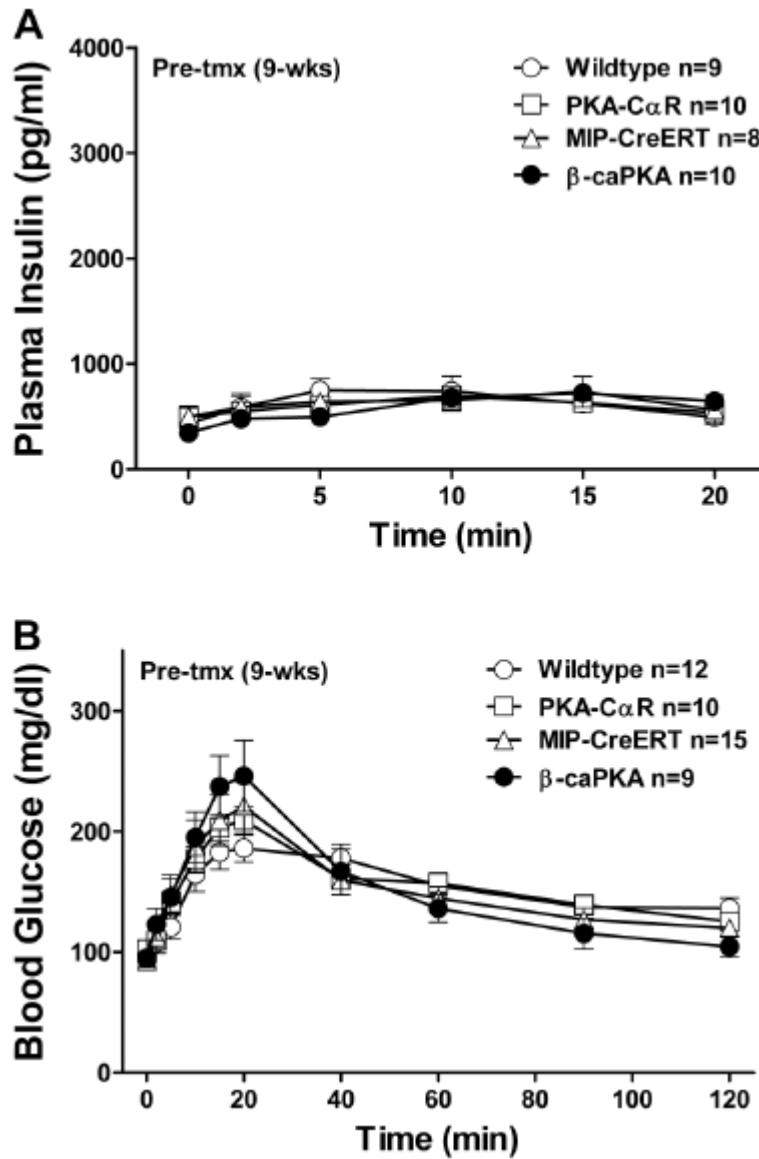 A
4000
3000
2000
1000
0
Plasma Insulin (pg/ml)
Pre-tmx (9-wks)
Wildtype n=9
PKA-CαR n=10
MIP-CreERT n=8
β-caPKA n=10
0 5 10 15 20
Time (min)
B
300
200
100
0
Blood Glucose (mg/dl)
Pre-tmx (9-wks)
Wildtype n=12
PKA-CαR n=10
MIP-CreERT n=15
β-caPKA n=9
0 20 40 60 80 100 120
Time (min)